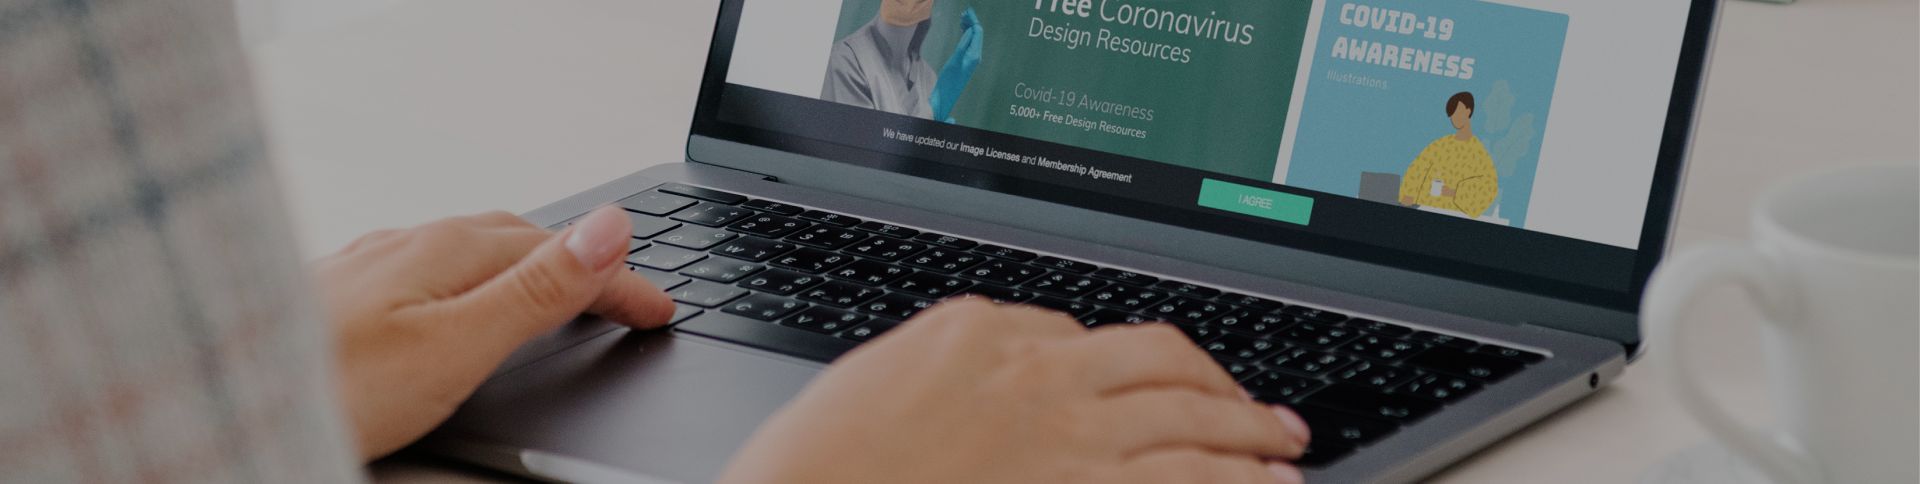 Free Coronavirus
Design Resources
Covid-19 Awareness
5,000+ Free Design Resources
COVID-19
AWARENESS
Illustrations
We have updated our Image Licenses and Membership Agreement
I AGREE